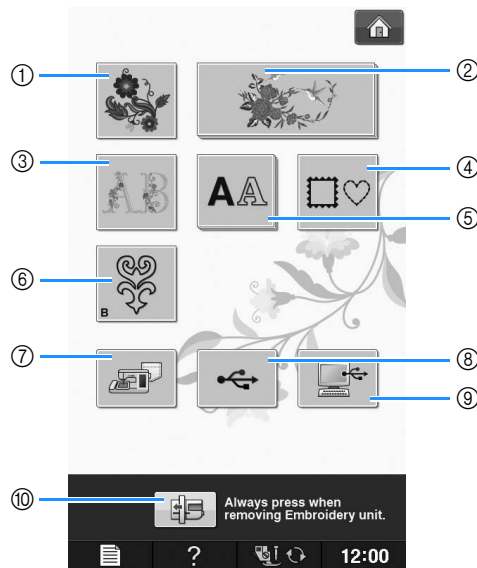 ①
②
③
AB
AA
④
⑤
⑥
B
⑦
⑧
⑨
⑩
Always press when
removing Embroidery unit.
?
12:00